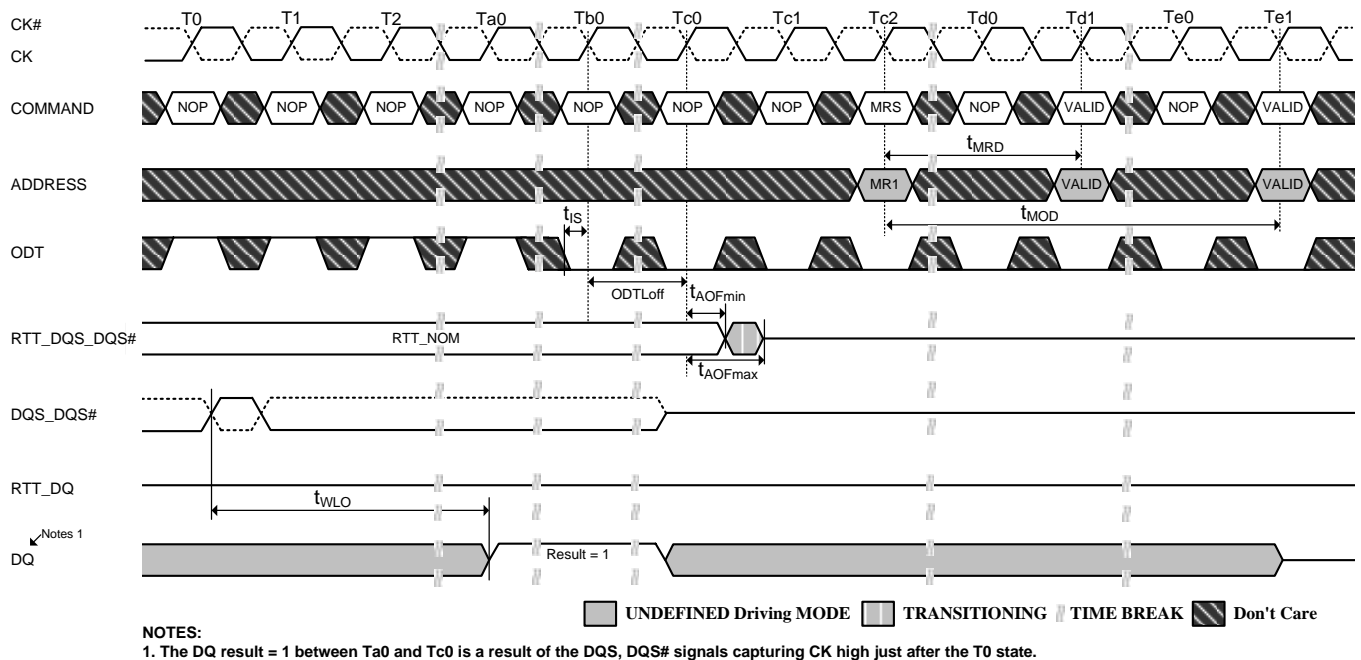 CK#
T0 T1 T2 Ta0 Tb0 Tc0 Tc1 Tc2 Td0 Td1 Te0 Te1
CK
COMMAND NOP NOP NOP NOP NOP NOP NOP MRS NOP VALID NOP VALID
tMRD
ADDRESS MR1 VALID VALID
tIS tMOD
ODT
ODTLoff tAOFmin
RTT_DQS_DQS# RTT_NOM
tAOFmax
DQS_DQS#
RTT_DQ
tWLO
Notes 1
DQ Result = 1
UNDEFINED Driving MODE TRANSITIONING TIME BREAK Don't Care
NOTES:
1. The DQ result = 1 between Ta0 and Tc0 is a result of the DQS, DQS# signals capturing CK high just after the T0 state.